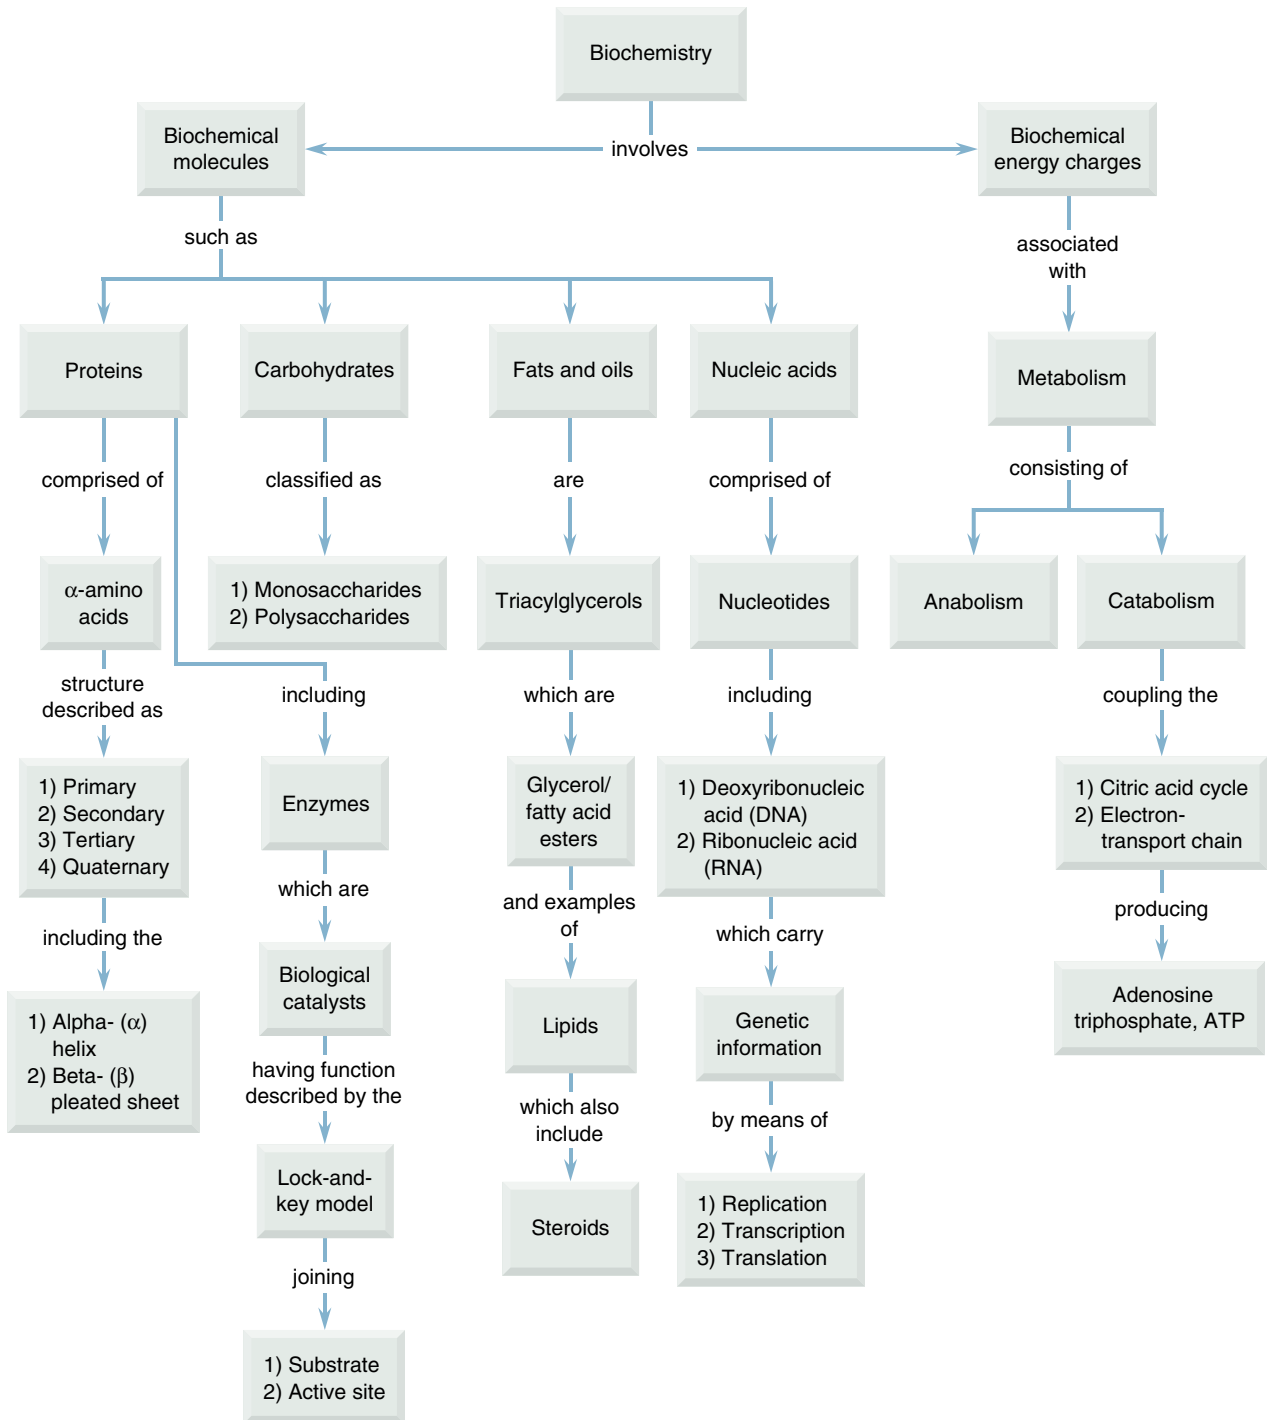 Biochemistry
Biochemical
molecules
involves
Biochemical
energy charges
such as
associated
with
Proteins
Carbohydrates
Fats and oils
Nucleic acids
Metabolism
comprised of
classified as
are
comprised of
consisting of
α-amino
acids
1) Monosaccharides
2) Polysaccharides
Triacylglycerols
Nucleotides
Anabolism
Catabolism
structure
described as
including
which are
including
coupling the
1) Primary
2) Secondary
3) Tertiary
4) Quaternary
Enzymes
Glycerol/
fatty acid
esters
1) Deoxyribonucleic
acid (DNA)
2) Ribonucleic acid
(RNA)
1) Citric acid cycle
2) Electron-
transport chain
including the
which are
and examples
of
which carry
producing
1) Alpha- (α)
helix
2) Beta- (β)
pleated sheet
Biological
catalysts
Lipids
Genetic
information
Adenosine
triphosphate, ATP
having function
described by the
which also
include
by means of
Lock-and-
key model
Steroids
1) Replication
2) Transcription
3) Translation
joining
1) Substrate
2) Active site